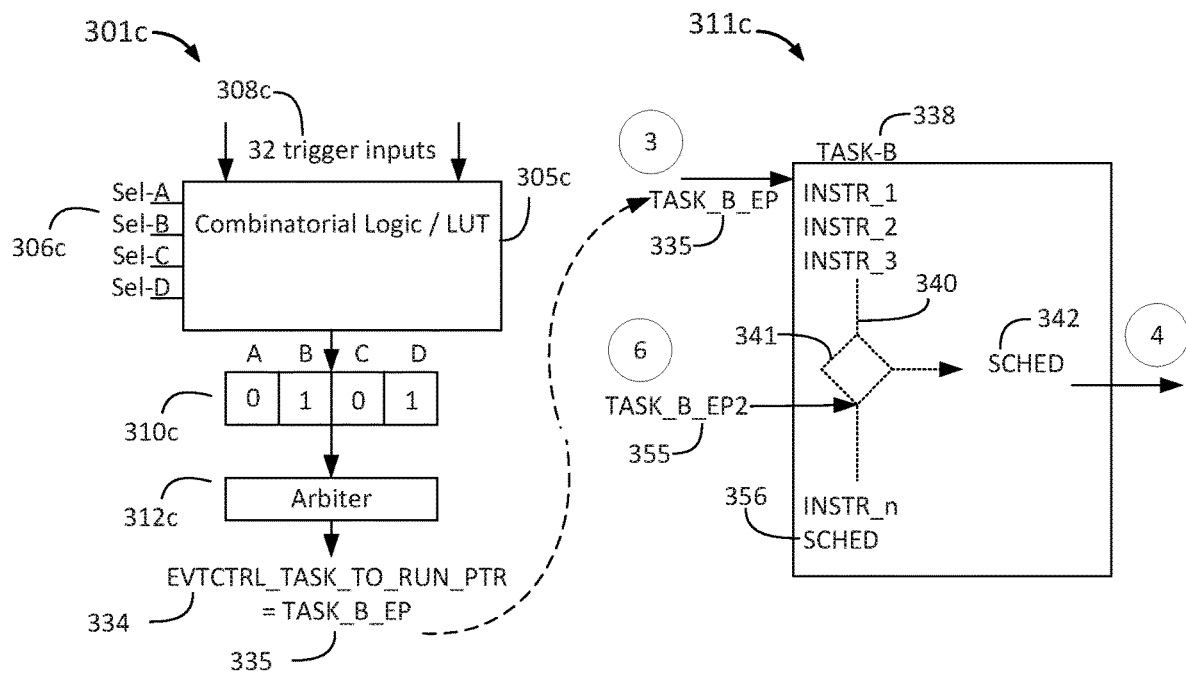 301c
308c
32 trigger inputs
Sel-A
Sel-B
Sel-C
Sel-D
306c
Combinatorial Logic / LUT
305c
A B C D
0 1 0 1
310c
Arbiter
312c
EVTCTRL_TASK_TO_RUN_PTR
= TASK_B_EP
334
335
311c
3
338
TASK-B
TASK_B_EP
335
INSTR_1
INSTR_2
INSTR_3
340
341
342
SCHED
4
6
TASK_B_EP2
355
356
INSTR_n
SCHED